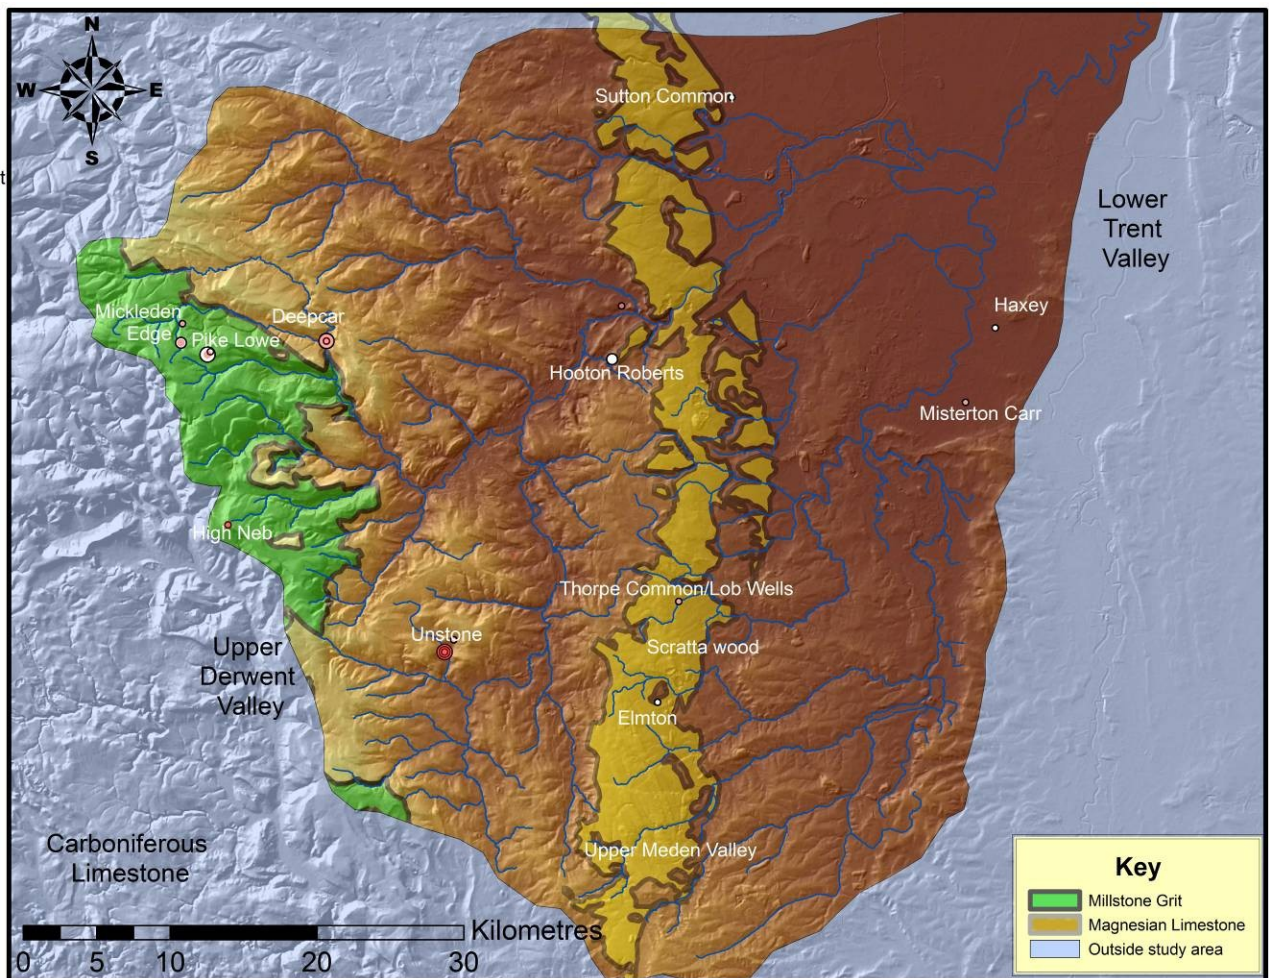 N
W
E
S
t
Sutton Common
Lower
Trent
Valley
Mickleden
Edge
Pike Lowe
Deepcar
Haxey
Hooton Roberts
Misterton Carr
High Neb
Thorpe Common/Lob Wells
Unstone
Scratta wood
Upper
Derwent
Valley
Elmton
Upper Meden Valley
Carboniferous
Limestone
Key
Millstone Grit
Magnesian Limestone
Outside study area
Kilometres
0 5 10 20 30